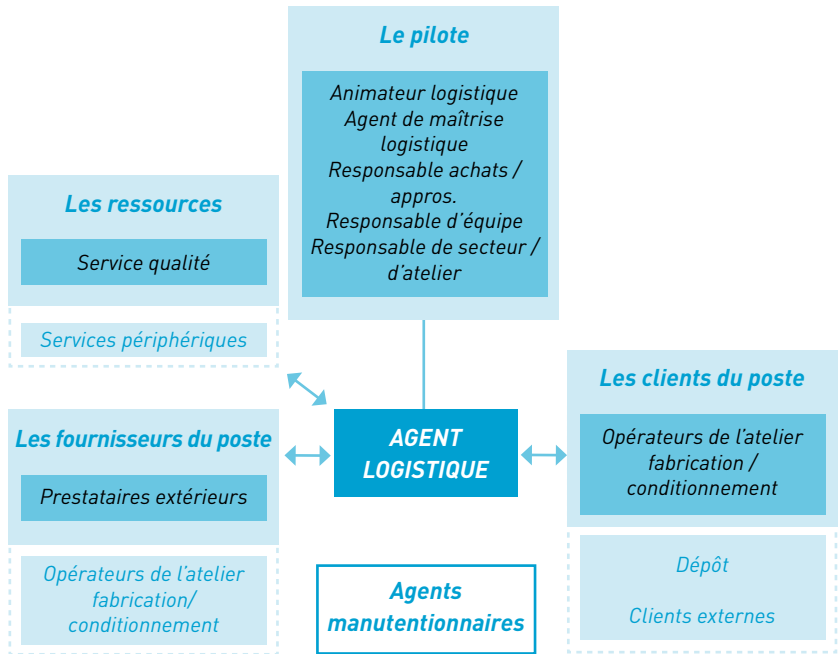 Le pilote
Animateur logistique
Agent de maîtrise
logistique
Responsable achats /
appros.
Responsable d’équipe
Responsable de secteur /
d’atelier
Les ressources
Service qualité
Services périphériques
Les fournisseurs du poste
Prestataires extérieurs
Opérateurs de l’atelier
fabrication/
conditionnement
AGENT
LOGISTIQUE
Agents
manutentionnaires
Les clients du poste
Opérateurs de l’atelier
fabrication /
conditionnement
Dépôt
Clients externes